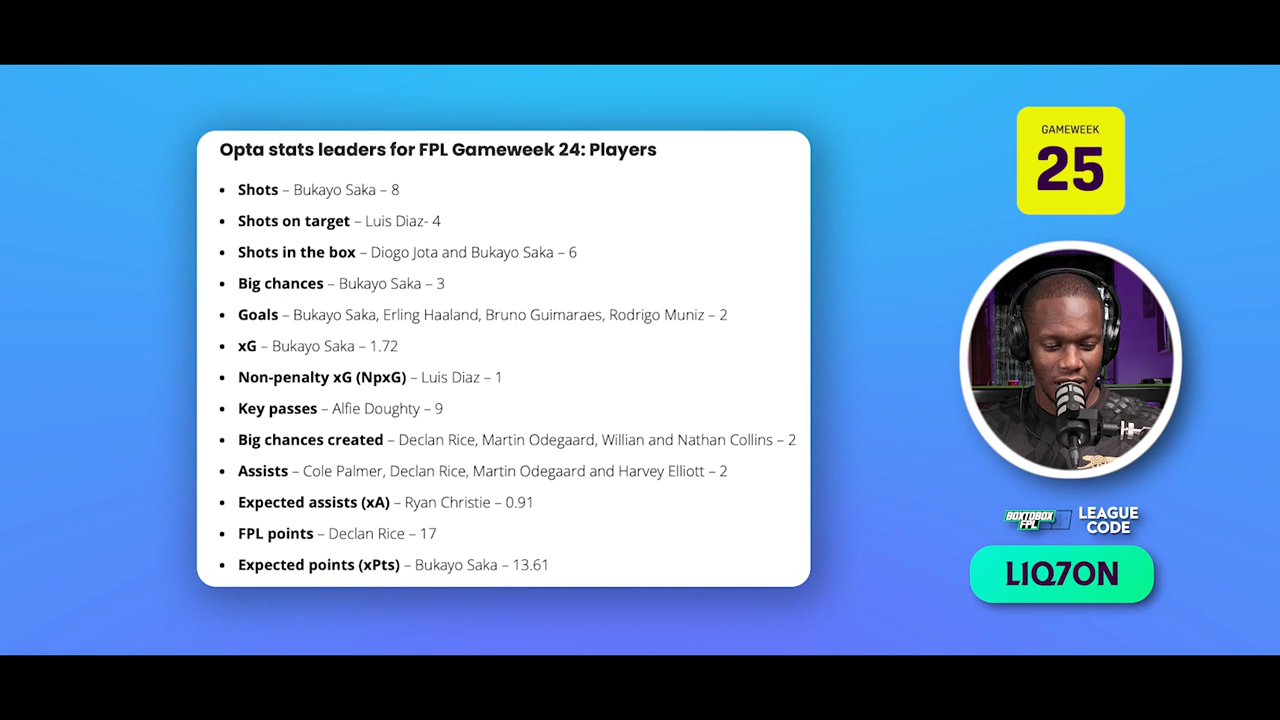 Opta stats leaders for FPL Gameweek 24: Players
• Shots – Bukayo Saka – 8
• Shots on target – Luis Diaz- 4
• Shots in the box – Diogo Jota and Bukayo Saka – 6
• Big chances – Bukayo Saka – 3
• Goals – Bukayo Saka, Erling Haaland, Bruno Guimaraes, Rodrigo Muniz – 2
• xG – Bukayo Saka – 1.72
• Non-penalty xG (NpxG) – Luis Diaz – 1
• Key passes – Alfie Doughty – 9
• Big chances created – Declan Rice, Martin Odegaard, Willian and Nathan Collins – 2
• Assists – Cole Palmer, Declan Rice, Martin Odegaard and Harvey Elliott – 2
• Expected assists (xA) – Ryan Christie – 0.91
• FPL points – Declan Rice – 17
• Expected points (xPts) – Bukayo Saka – 13.61
GAMEWEEK
25
BOXTOBOX
FPL
LEAGUE
CODE
L1Q7ON